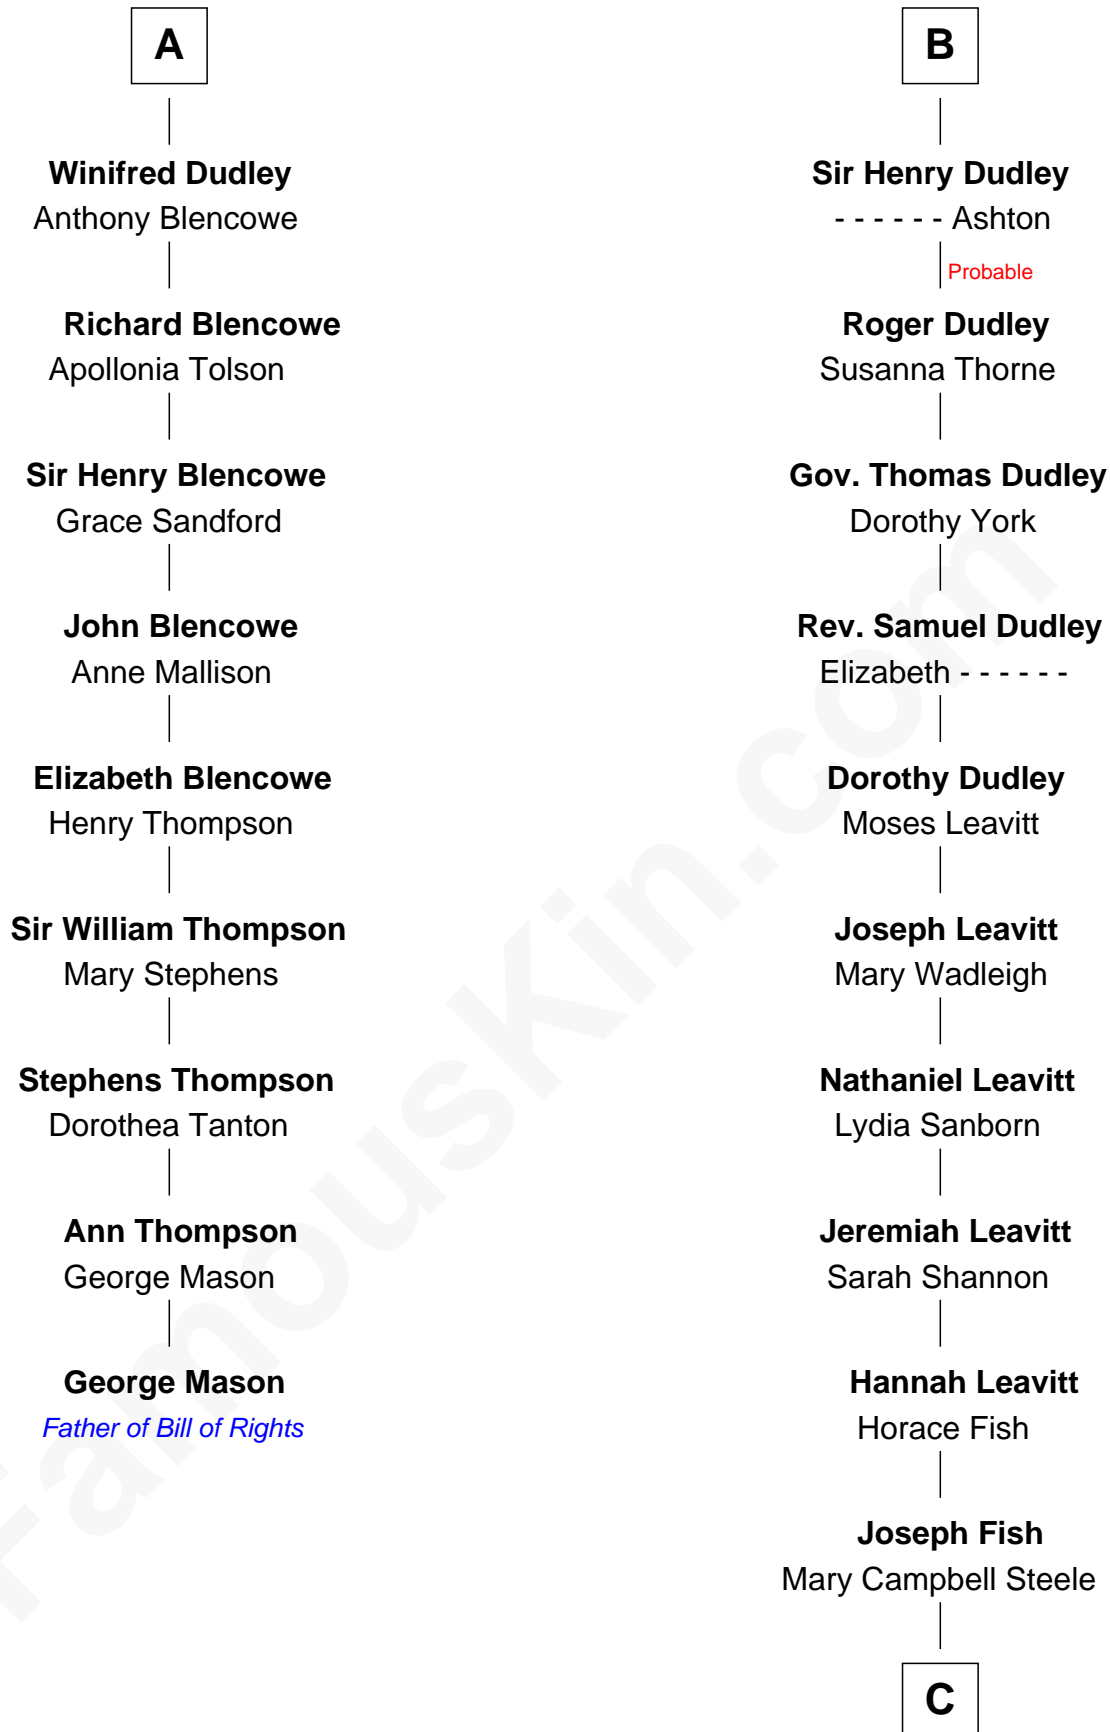 A
Winifred Dudley
Anthony Blencowe
Richard Blencowe
Apollonia Tolson
Sir Henry Blencowe
Grace Sandford
John Blencowe
Anne Mallison
Elizabeth Blencowe
Henry Thompson
Sir William Thompson
Mary Stephens
Stephens Thompson
Dorothea Tanton
Ann Thompson
George Mason
George Mason
Father of Bill of Rights
B
Sir Henry Dudley
- - - - - - Ashton
Probable
Roger Dudley
Susanna Thorne
Gov. Thomas Dudley
Dorothy York
Rev. Samuel Dudley
Elizabeth - - - - - -
Dorothy Dudley
Moses Leavitt
Joseph Leavitt
Mary Wadleigh
Nathaniel Leavitt
Lydia Sanborn
Jeremiah Leavitt
Sarah Shannon
Hannah Leavitt
Horace Fish
Joseph Fish
Mary Campbell Steele
C
FamousKin.com